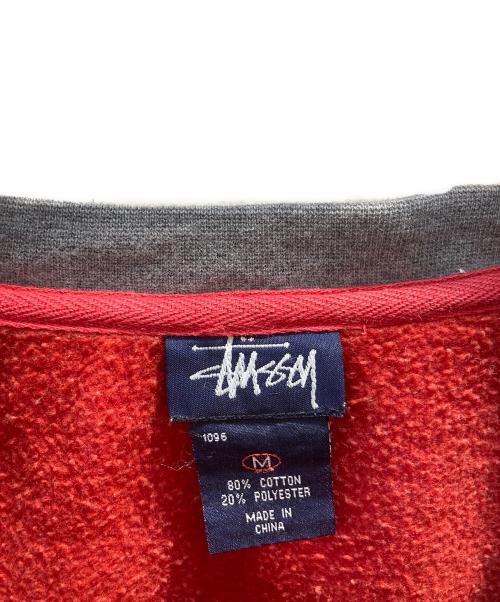 STUSSY
1096
M
80% COTTON
20% POLYESTER
MADE IN
CHINA